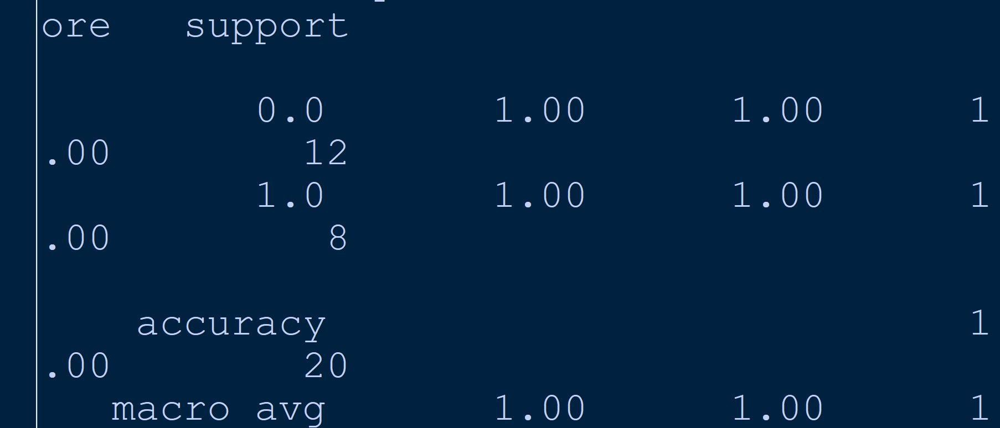 ore support
0.0 1.00 1.00 1
.00 12
1.0 1.00 1.00 1
.00 8
accuracy 1
.00 20
macro avg 1.00 1.00 1